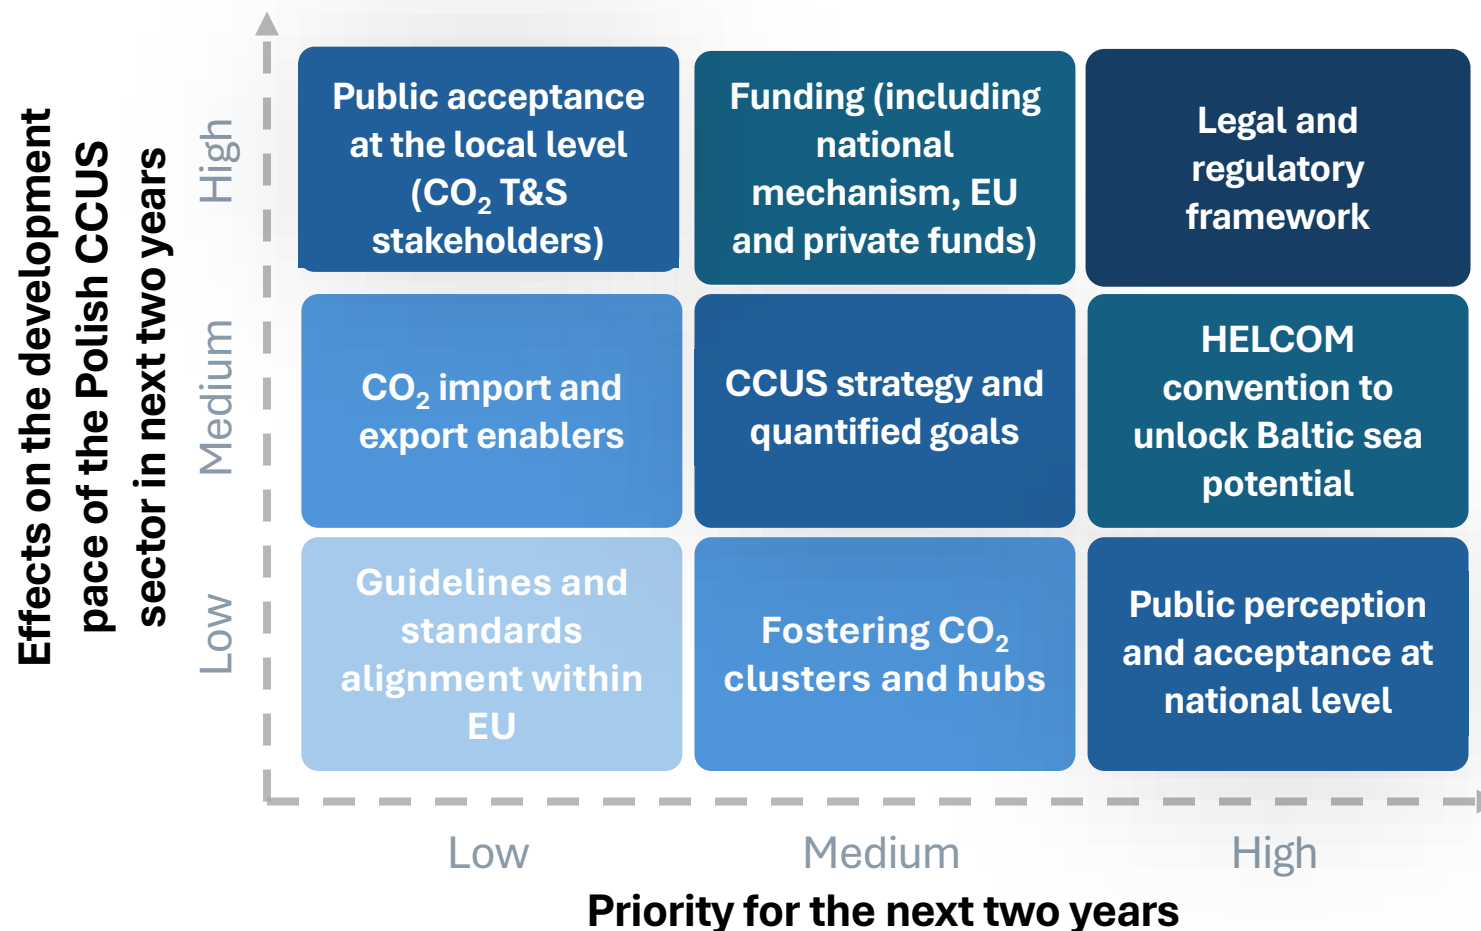 Effects on the development
pace of the Polish CCUS
sector in next two years
High
Medium
Low
Public acceptance
at the local level
(CO₂ T&S
stakeholders)
Funding (including
national
mechanism, EU
and private funds)
Legal and
regulatory
framework
CO₂ import and
export enablers
CCUS strategy and
quantified goals
HELCOM
convention to
unlock Baltic sea
potential
Guidelines and
standards
alignment within
EU
Fostering CO₂
clusters and hubs
Public perception
and acceptance at
national level
Low
Medium
High
Priority for the next two years